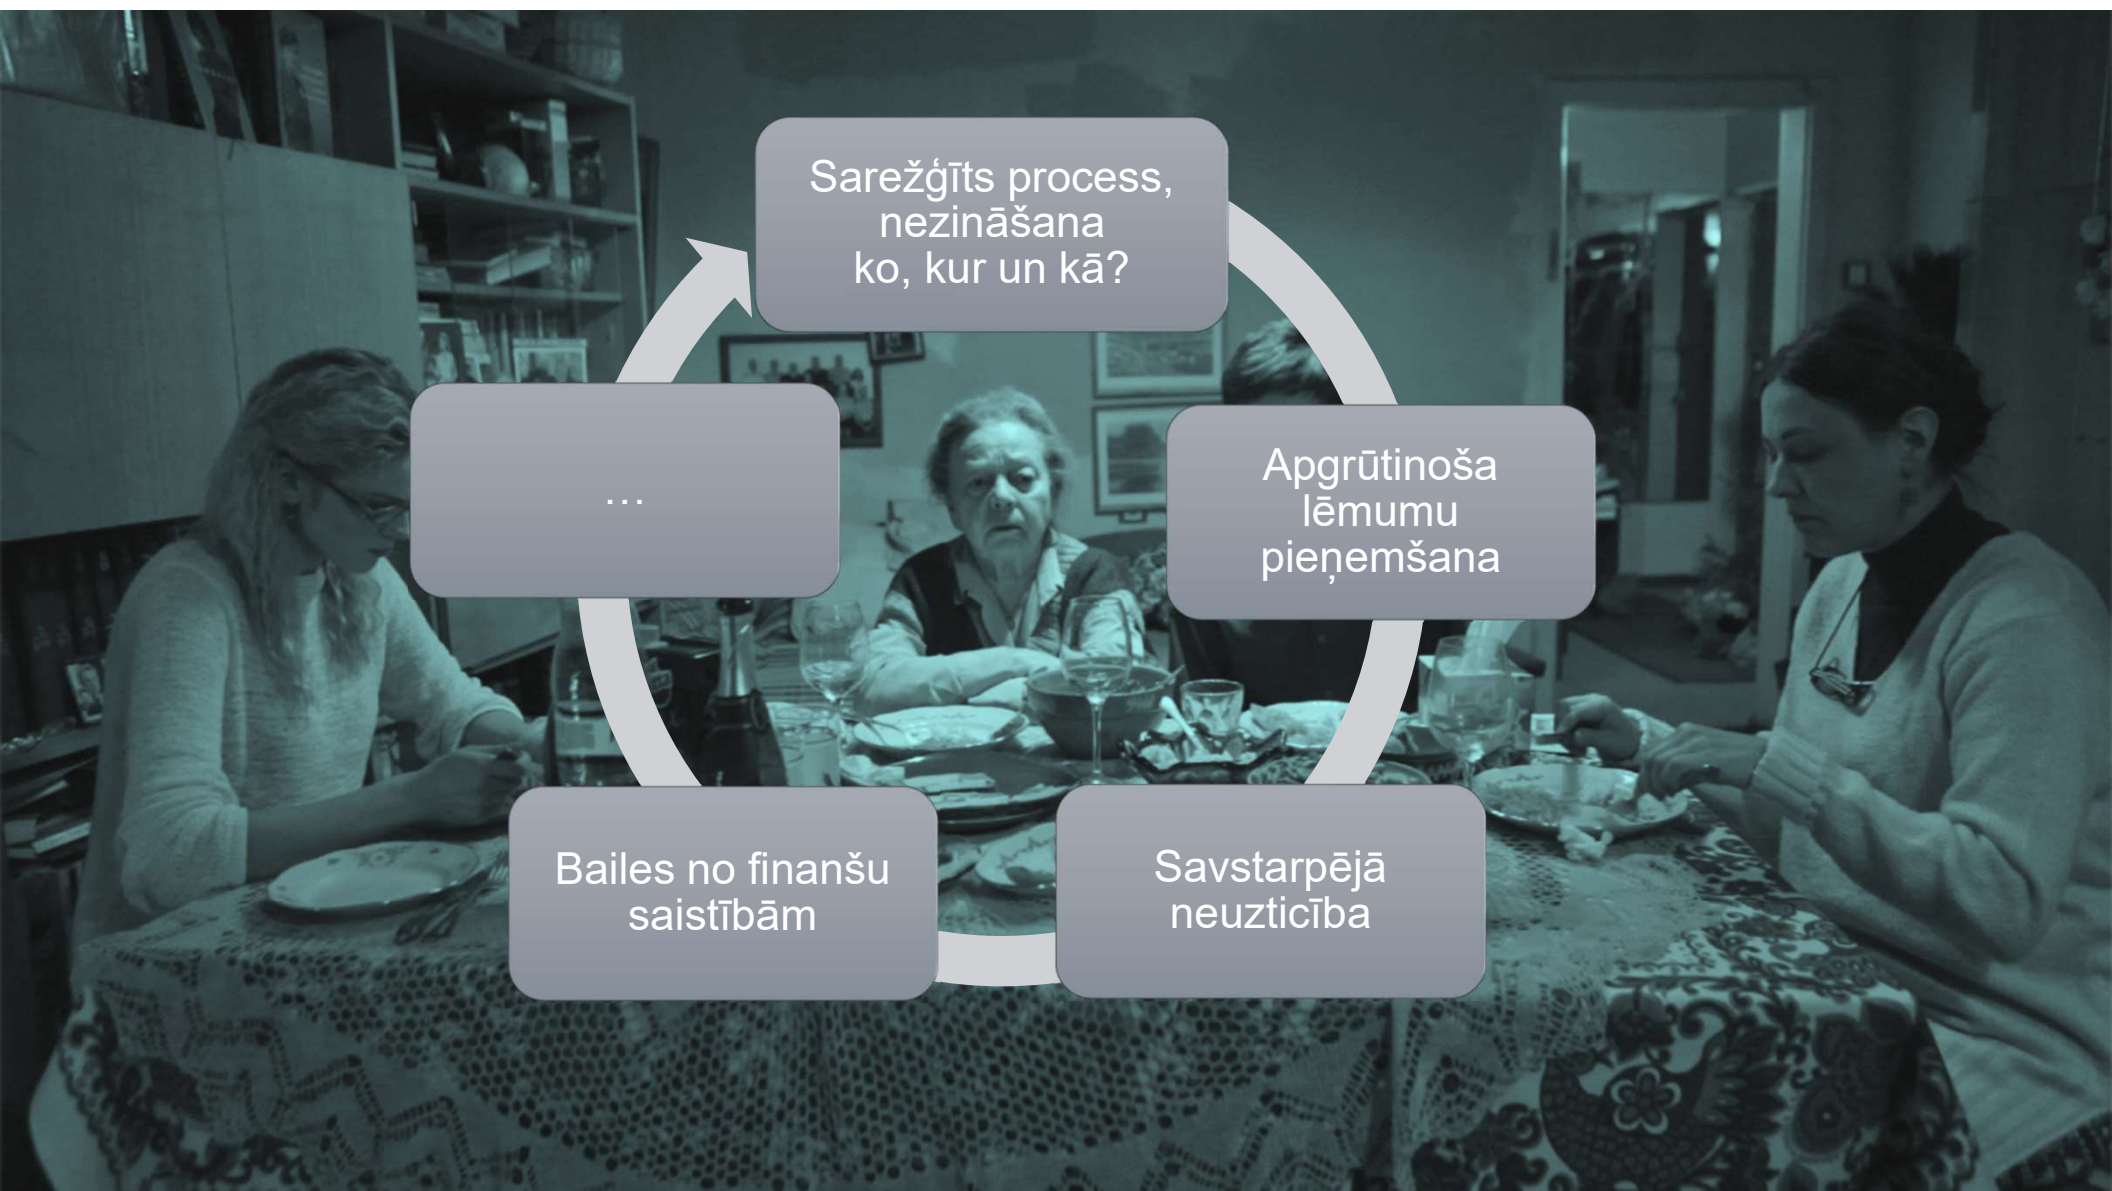 Sarežģīts process,
nezināšana
ko, kur un kā?
Apgrūtinoša
lēmumu
pieņemšana
Savstarpējā
neuzticība
Bailes no finanšu
saistībām
…